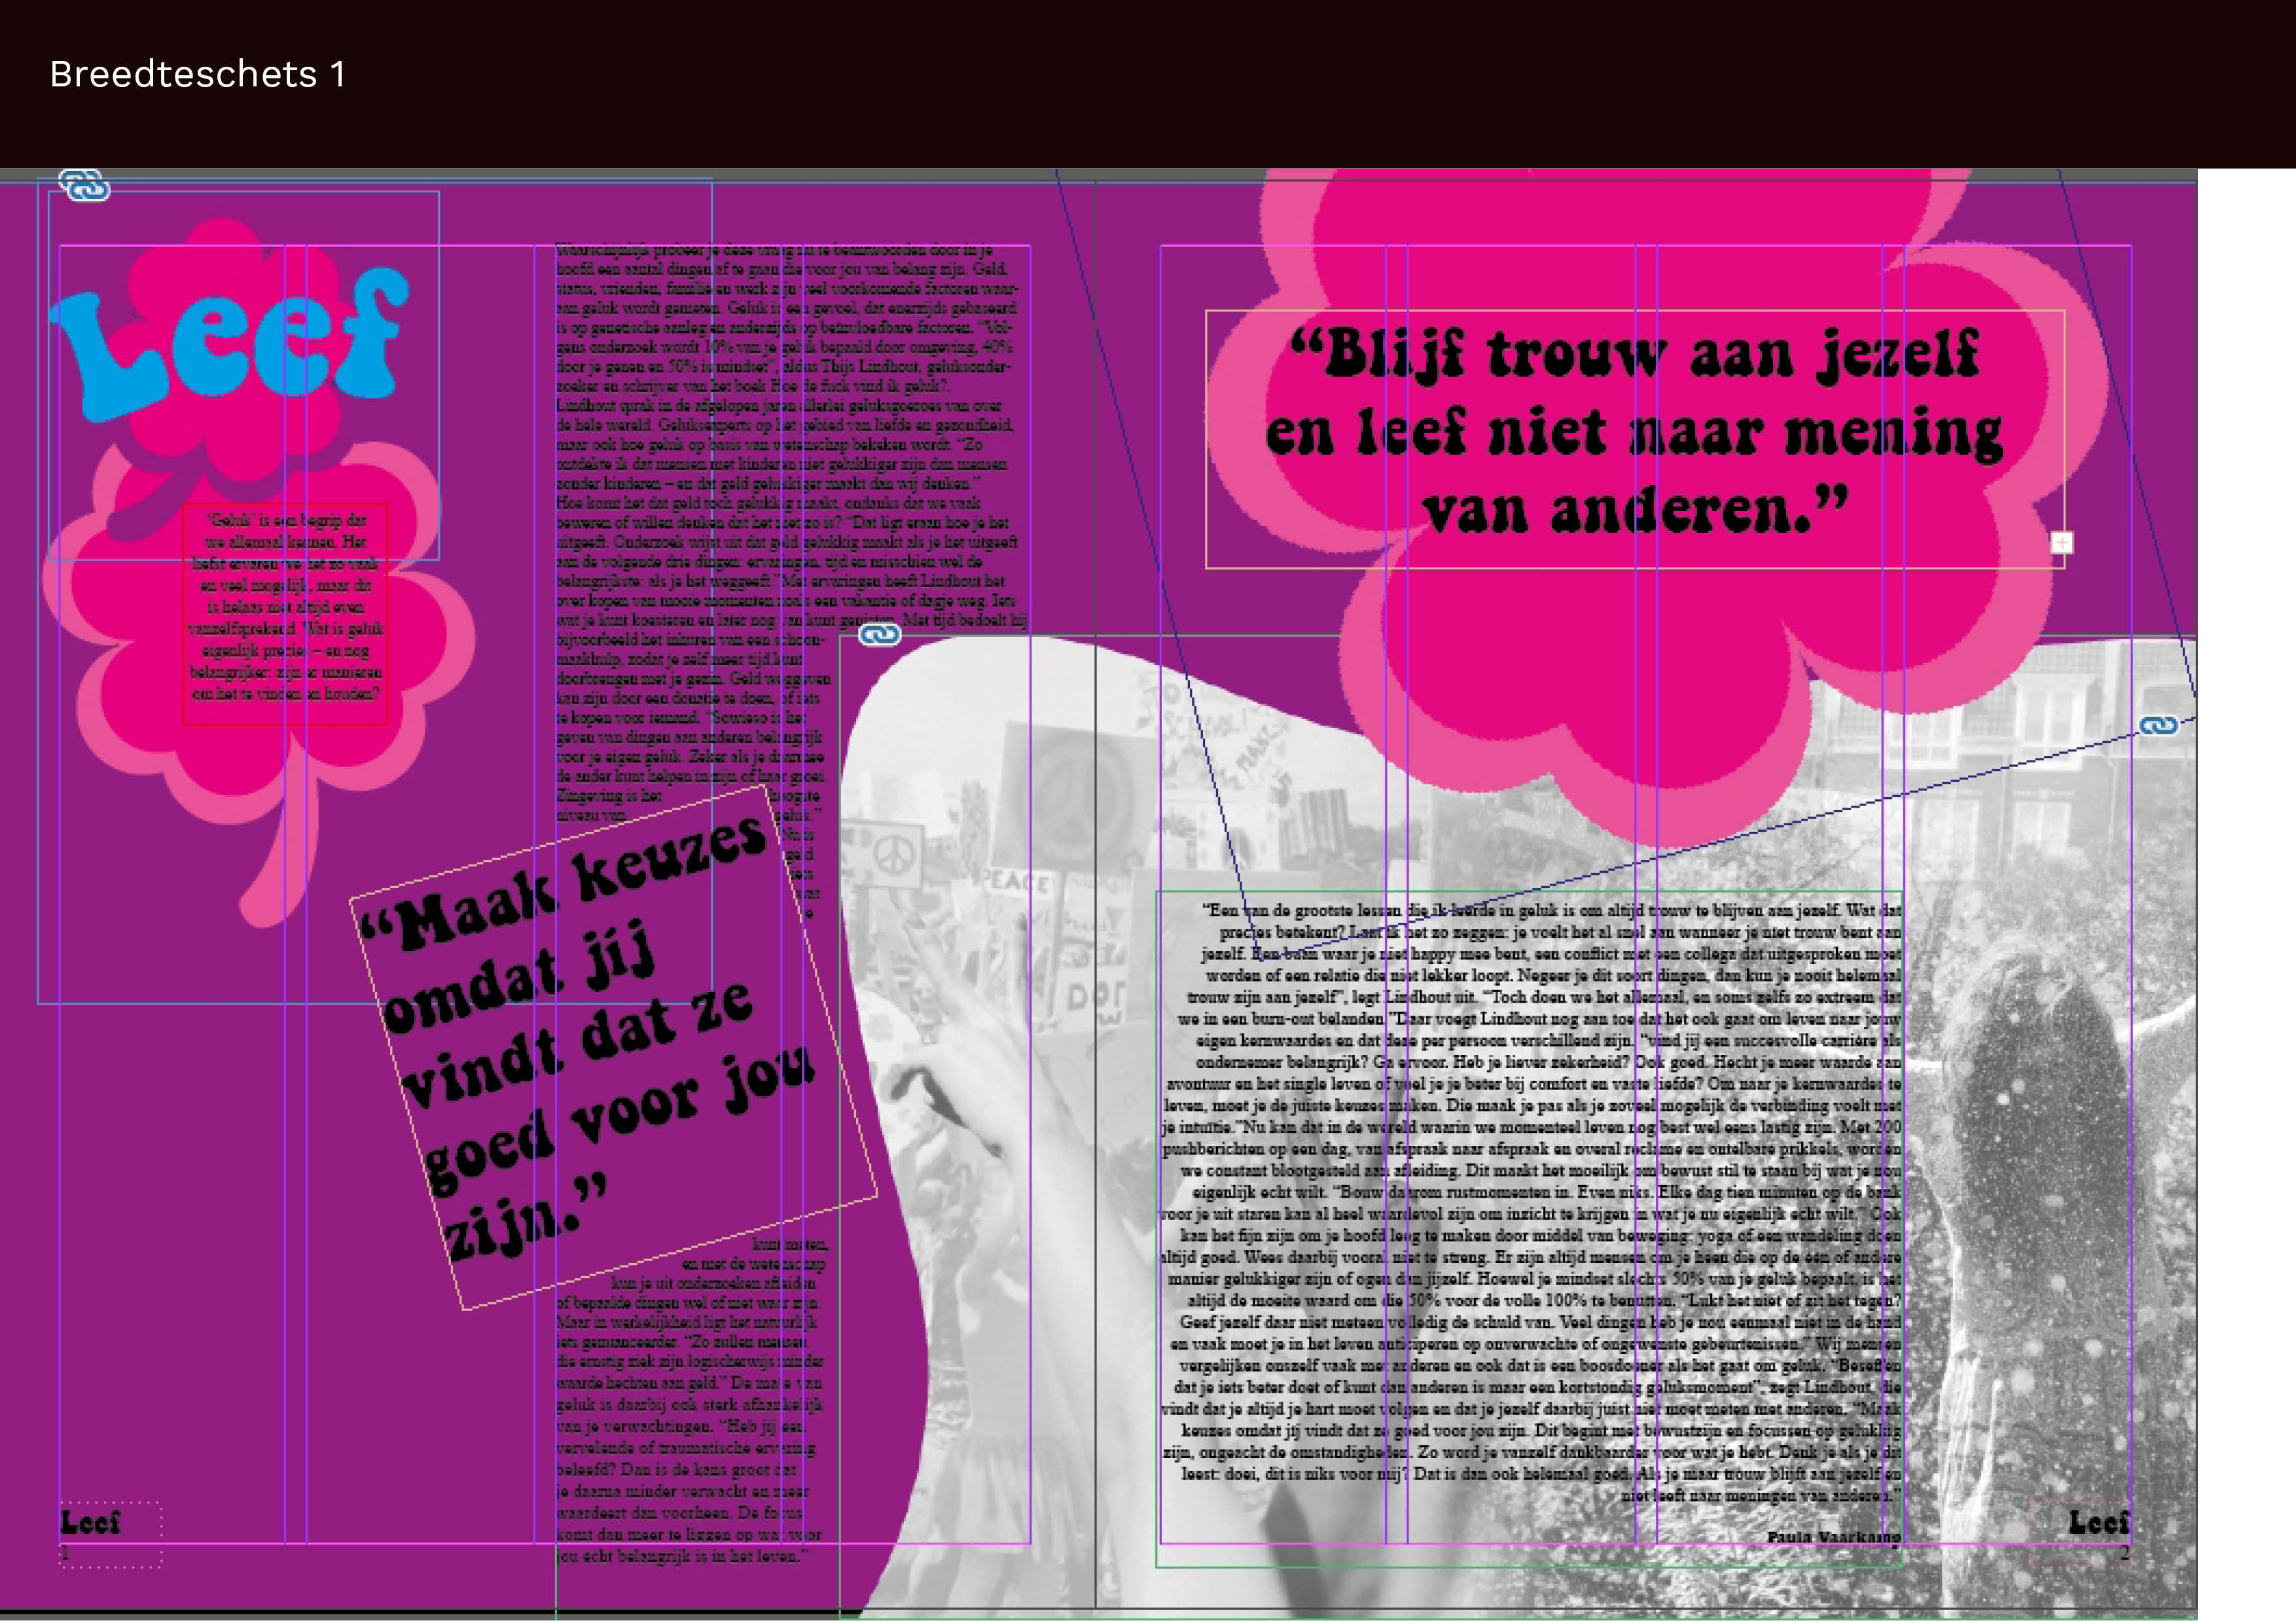 Breedteschets 1
Leef
‘Geluk’ is een begrip dat
we allemaal kennen. Het
liefst ervaren we het zo vaak
en veel mogelijk, maar dit
is helaas niet altijd even
vanzelfsprekend. Wat is geluk
eigenlijk precies – en nog
belangrijker: zijn er manieren
om het te vinden en houden?
Waarschijnlijk probeer je deze vraag nu te beantwoorden door in je
hoofd een aantal dingen af te gaan die voor jou van belang zijn. Geld,
status, vrienden, familie en werk zijn veel voorkomende factoren waar-
aan geluk wordt gemeten. Geluk is een gevoel, dat enerzijds gebaseerd
is op genetische aanleg en anderzijds op beïnvloedbare factoren. “Vol-
gens onderzoek wordt 10% van je geluk bepaald door omgeving, 40%
door je genen en 50% is mindset”, aldus Thijs Lindhout, geluksonder-
zoeker en schrijver van het boek Hoe de fuck vind ik geluk?.
Lindhout sprak in de afgelopen jaren allerlei geluksgoeroes van over
de hele wereld. Geluksexperts op het gebied van liefde en gezondheid,
maar ook hoe geluk op basis van wetenschap bekeken wordt. “Zo
ontdekte ik dat mensen met kinderen niet gelukkiger zijn dan mensen
zonder kinderen – en dat geld gelukkiger maakt dan wij denken.”
Hoe komt het dat geld toch gelukkig maakt, ondanks dat we vaak
beweren of willen denken dat het niet zo is? “Dat ligt eraan hoe je het
uitgeeft. Onderzoek wijst uit dat geld gelukkig maakt als je het uitgeeft
aan de volgende drie dingen: ervaringen, tijd en misschien wel de
belangrijkste: als je het weggeeft.” Met ervaringen heeft Lindhout het
over kopen van mooie momenten zoals een vakantie of dagje weg. Iets
wat je kunt koesteren en later nog van kunt genieten. Met tijd bedoelt hij
bijvoorbeeld het inhuren van een schoon-
maakhulp, zodat je zelf meer tijd kunt
doorbrengen met je gezin. Geld weggeven
kan zijn door een donatie te doen, of iets
te kopen voor iemand. “Sowieso is het
geven van dingen aan anderen belangrijk
voor je eigen geluk. Zeker als je daarmee
de ander kunt helpen in zijn of haar groei.
Zingeving is het hoogste
niveau van geluk.”
Nu is
geld
iets
wat
e
“Maak keuzes
omdat jij
vindt dat ze
goed voor jou
zijn.”
kunt meten,
en met de wetenschap
kun je uit onderzoeken afleiden
of bepaalde dingen wel of niet waar zijn.
Maar in werkelijkheid ligt het natuurlijk
iets genuanceerder. “Zo zullen mensen
die ernstig ziek zijn logischerwijs minder
waarde hechten aan geld.” De mate van
geluk is daarbij ook sterk afhankelijk
van je verwachtingen. “Heb jij een
vervelende of traumatische ervaring
beleefd? Dan is de kans groot dat
je daarna minder verwacht en meer
waardeert dan voorheen. De focus
komt dan meer te liggen op wat voor
jou écht belangrijk is in het leven.”
Leef
1
“Blijf trouw aan jezelf
en leef niet naar mening
van anderen.”
PEACE
“Een van de grootste lessen die ik leerde in geluk is om altijd trouw te blijven aan jezelf. Wat dat
precies betekent? Laat ik het zo zeggen: je voelt het al snel aan wanneer je niet trouw bent aan
jezelf. Een baan waar je niet happy mee bent, een conflict met een collega dat uitgesproken moet
worden of een relatie die niet lekker loopt. Negeer je dit soort dingen, dan kun je nooit helemaal
trouw zijn aan jezelf”, legt Lindhout uit. “Toch doen we het allemaal, en soms zelfs zo extreem dat
we in een burn-out belanden.”Daar voegt Lindhout nog aan toe dat het ook gaat om leven naar jouw
eigen kernwaardes en dat deze per persoon verschillend zijn. “vind jij een succesvolle carrière als
ondernemer belangrijk? Ga ervoor. Heb je liever zekerheid? Ook goed. Hecht je meer waarde aan
avontuur en het single leven of voel je je beter bij comfort en vaste liefde? Om naar je kernwaardes te
leven, moet je de juiste keuzes maken. Die maak je pas als je zoveel mogelijk de verbinding voelt met
je intuïtie.”Nu kan dat in de wereld waarin we momenteel leven nog best wel eens lastig zijn. Met 200
pushberichten op een dag, van afspraak naar afspraak en overal reclame en ontelbare prikkels, worden
we constant blootgesteld aan afleiding. Dit maakt het moeilijk om bewust stil te staan bij wat je nou
eigenlijk echt wilt. “Bouw daarom rustmomenten in. Even niks. Elke dag tien minuten op de bank
voor je uit staren kan al heel waardevol zijn om inzicht te krijgen in wat je nu eigenlijk echt wilt.” Ook
kan het fijn zijn om je hoofd leeg te maken door middel van beweging: yoga of een wandeling doen
altijd goed. Wees daarbij vooral niet te streng. Er zijn altijd mensen om je heen die op de een of andere
manier gelukkiger zijn of ogen dan jijzelf. Hoewel je mindset slechts 50% van je geluk bepaalt, is het
altijd de moeite waard om die 50% voor de volle 100% te benutten. “Lukt het niet of zit het tegen?
Geef jezelf daar niet meteen volledig de schuld van. Veel dingen heb je nou eenmaal niet in de hand
en vaak moet je in het leven anticiperen op onverwachte of ongewenste gebeurtenissen.” Wij mensen
vergelijken onszelf vaak met anderen en ook dat is een boosdoener als het gaat om geluk. “Beseffen
dat je iets beter doet of kunt dan anderen is maar een kortstondig geluksmoment”, zegt Lindhout, die
vindt dat je altijd je hart moet volgen en dat je jezelf daarbij juist niet moet meten met anderen. “Maak
keuzes omdat jij vindt dat ze goed voor jou zijn. Dit begint met bewustzijn en focussen op gelukkig
zijn, ongeacht de omstandigheden. Zo word je vanzelf dankbaarder voor wat je hebt. Denk je als je dit
leest: doei, dit is niks voor mij? Dat is dan ook helemaal goed. Als je maar trouw blijft aan jezelf en
niet leeft naar meningen van anderen.”
Paula Vaarkamp
Leef
2